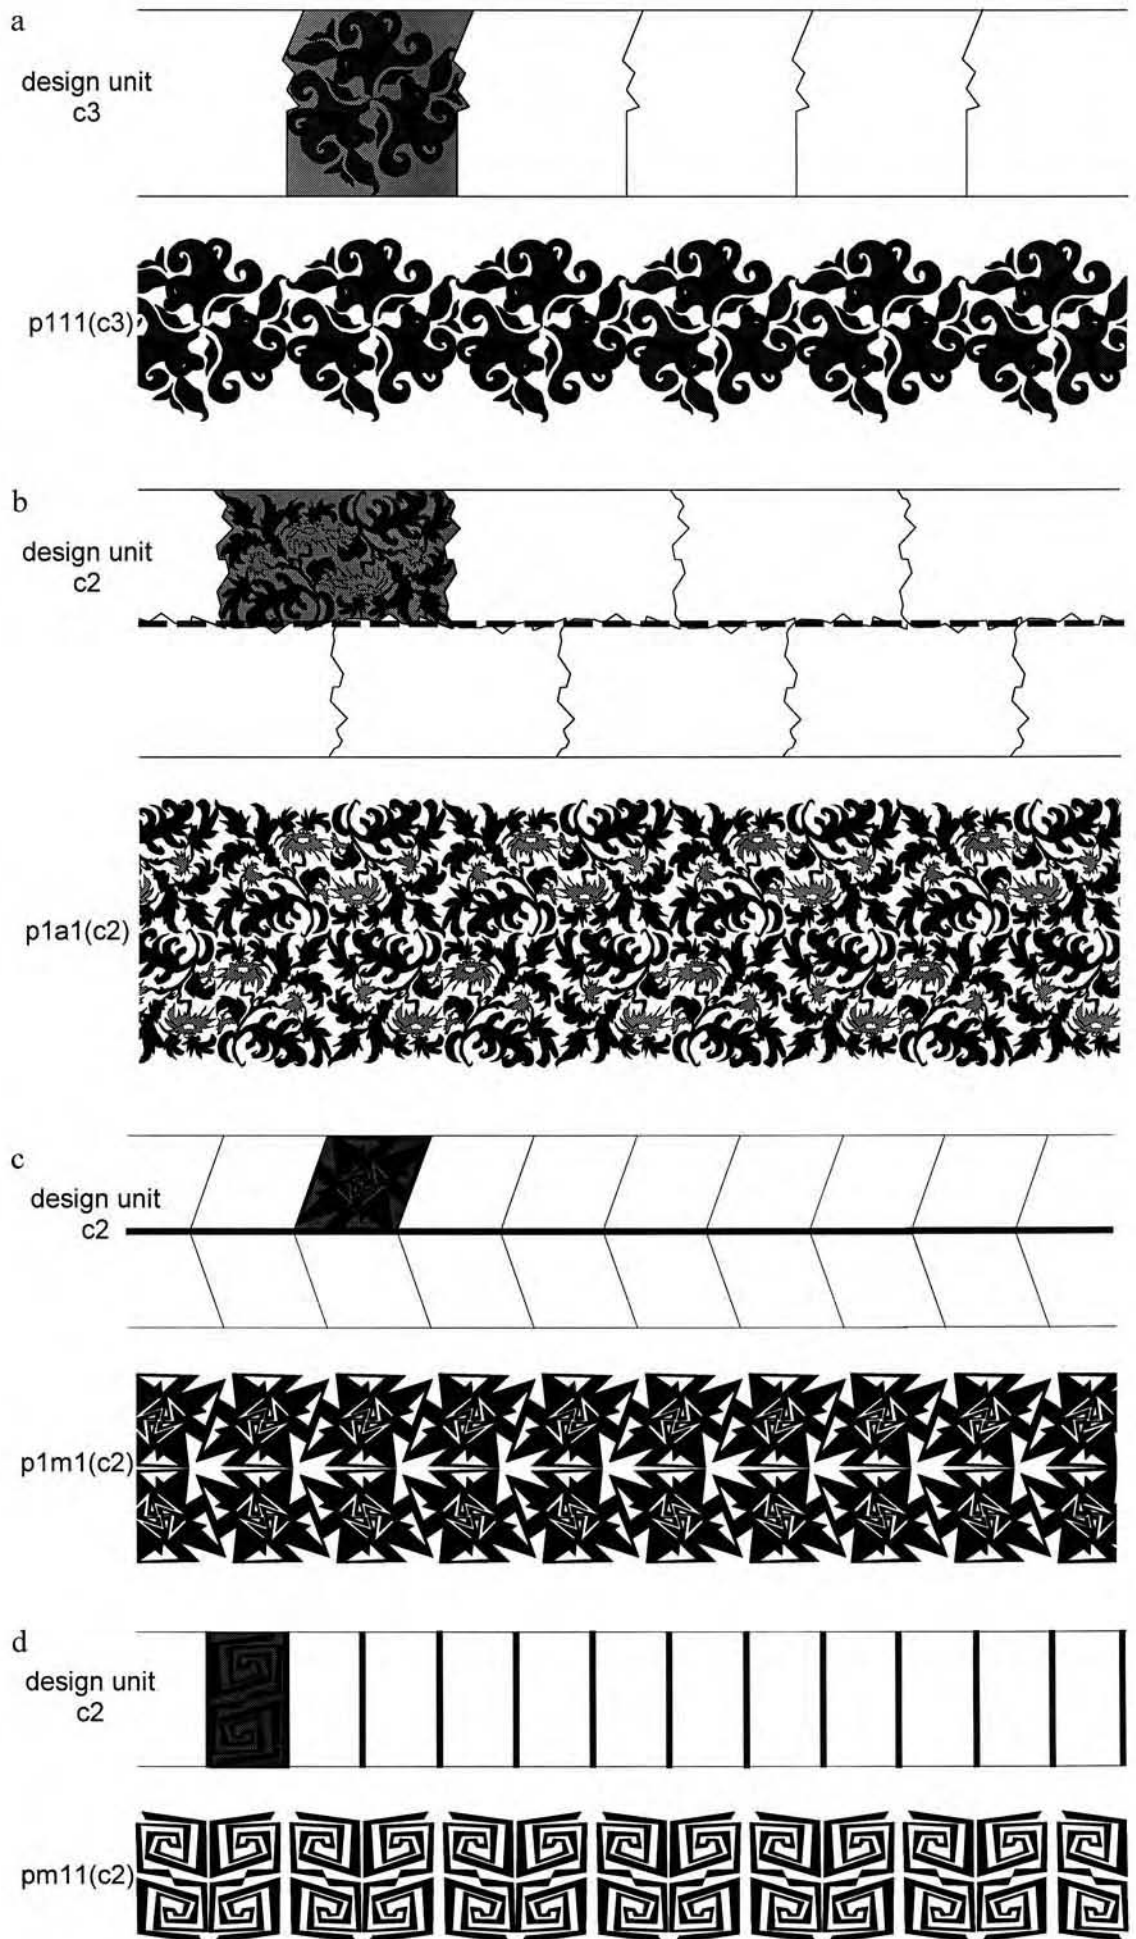 a
design unit
c3
p111(c3)
b
design unit
c2
p1a1(c2)
c
design unit
c2
p1m1(c2)
d
design unit
c2
pm11(c2)